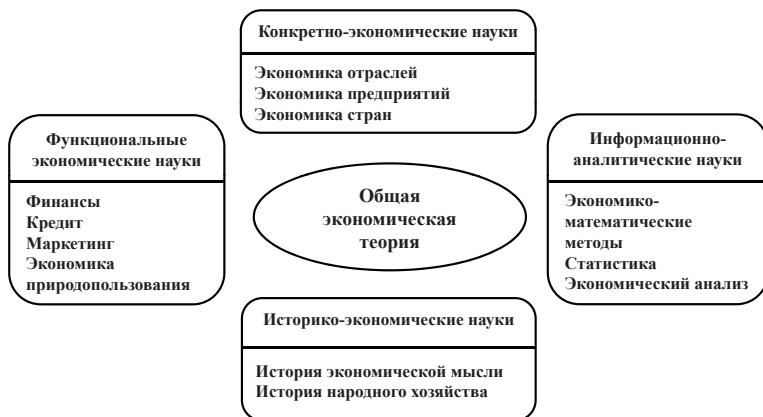 Конкретно-экономические науки
Экономика отраслей
Экономика предприятий
Экономика стран
Функциональные
экономические науки
Финансы
Кредит
Маркетинг
Экономика
природопользования
Общая
экономическая
теория
Информационно-
аналитические науки
Экономико-
математические
методы
Статистика
Экономический анализ
Историко-экономические науки
История экономической мысли
История народного хозяйства